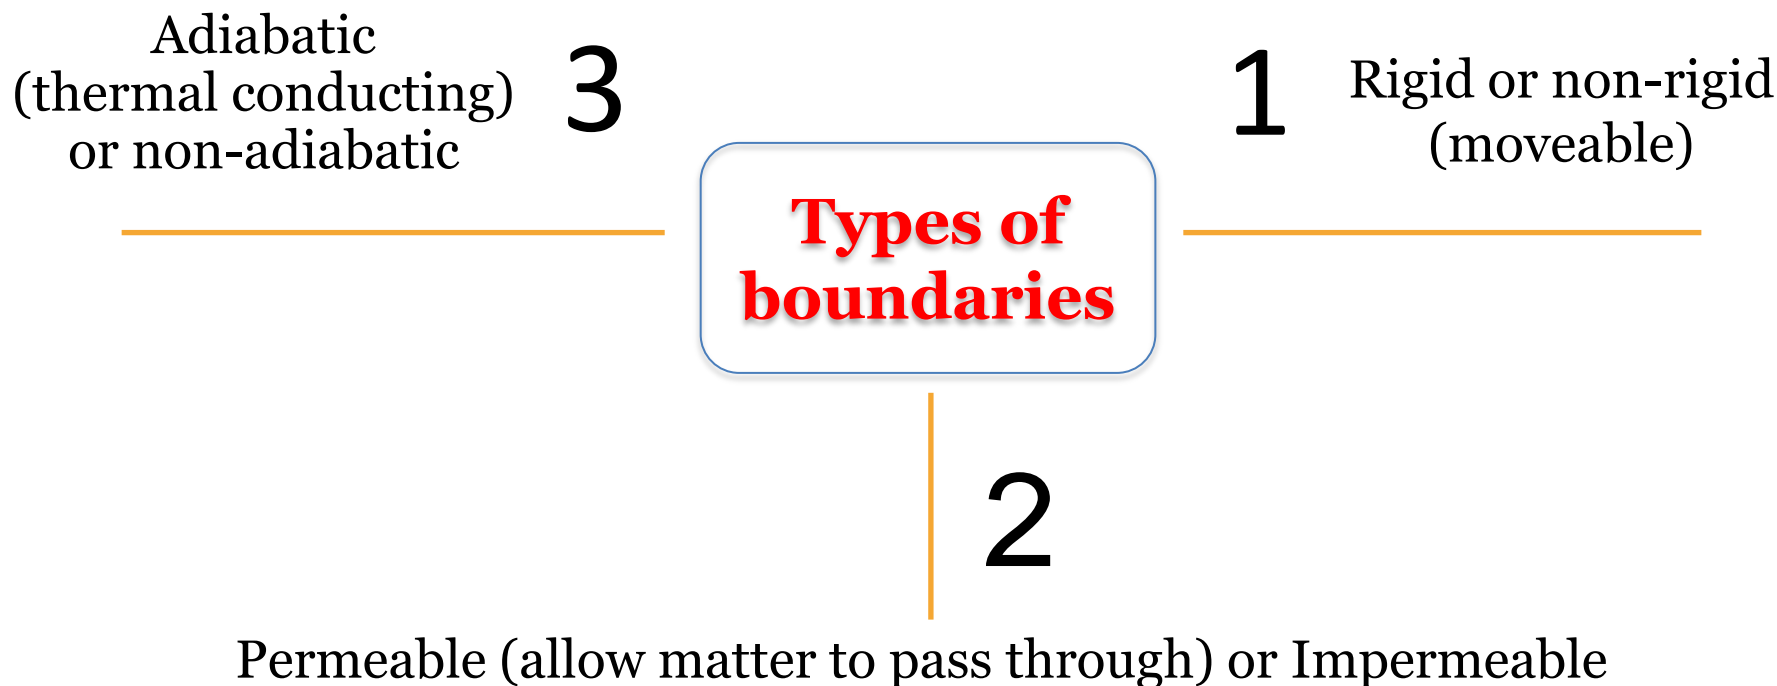 Adiabatic
(thermal conducting)
or non-adiabatic
3
1
Rigid or non-rigid
(moveable)
Types of
boundaries
2
Permeable (allow matter to pass through) or Impermeable